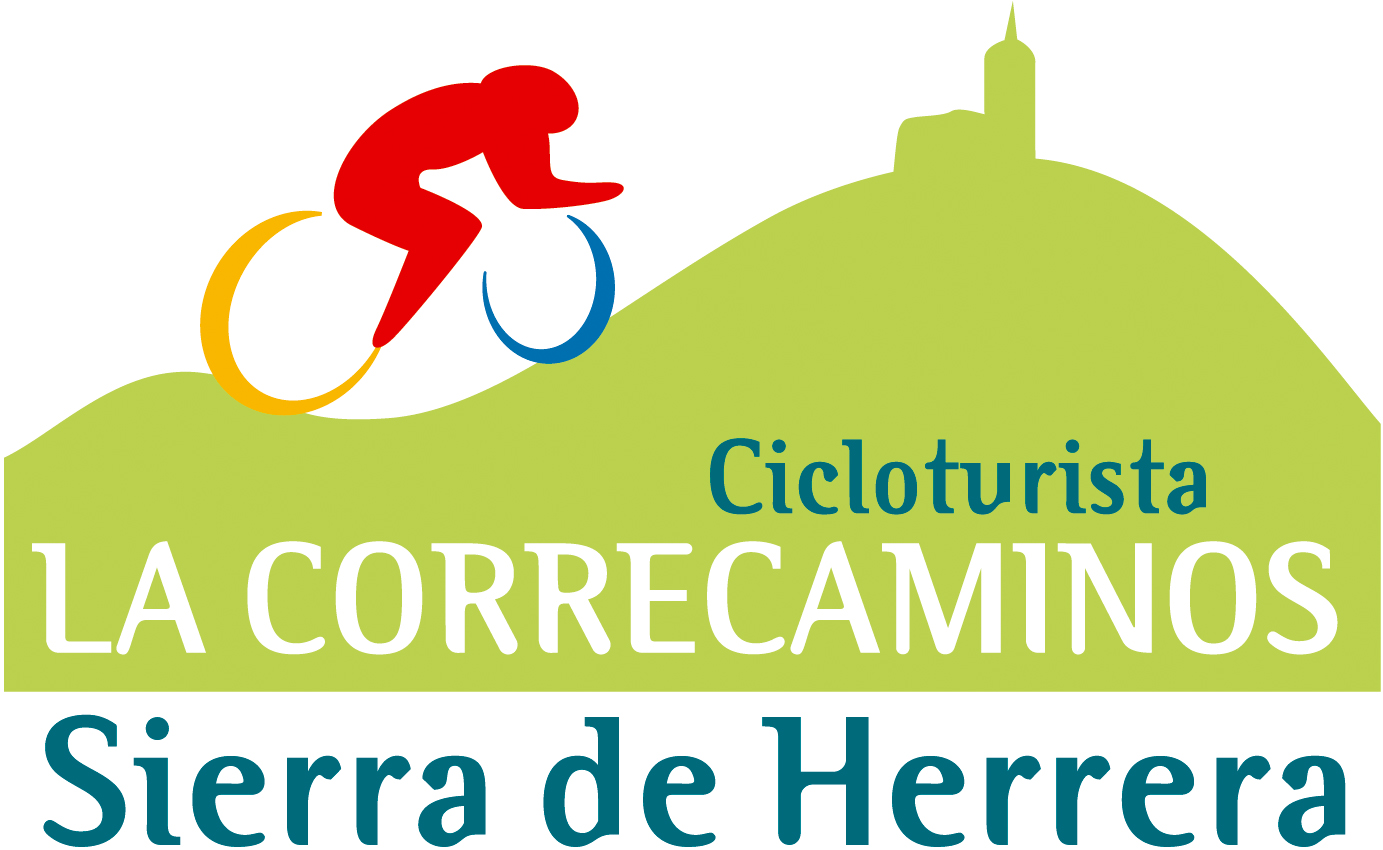 Cicloturista
LA CORRECAMINOS
Sierra de Herrera